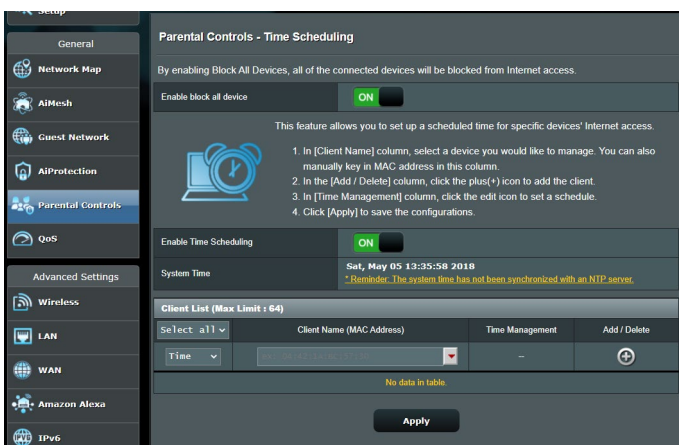 Setup
General
Network Map
AiMesh
Guest Network
AiProtection
Parental Controls
QoS
Advanced Settings
Wireless
LAN
WAN
Amazon Alexa
IPv6
Parental Controls - Time Scheduling
By enabling Block All Devices, all of the connected devices will be blocked from Internet access.
Enable block all device
ON
This feature allows you to set up a scheduled time for specific devices' Internet access.
1. In [Client Name] column, select a device you would like to manage. You can also
manually key in MAC address in this
column.
2. In the [Add / Delete] column, click the plus(+) icon to add the client.
3. In [Time Management] column, click the edit icon to set a schedule.
4. Click [Apply] to save the configurations.
Enable Time Scheduling
ON
System Time
Sat, May 05 13:35:58 2018
* Reminder: The system time has not been synchronized with an NTP server.
Client List (Max Limit : 64)
Select all
Client Name (MAC Address)
Time Management
Add / Delete
Time
–
No data in table.
Apply